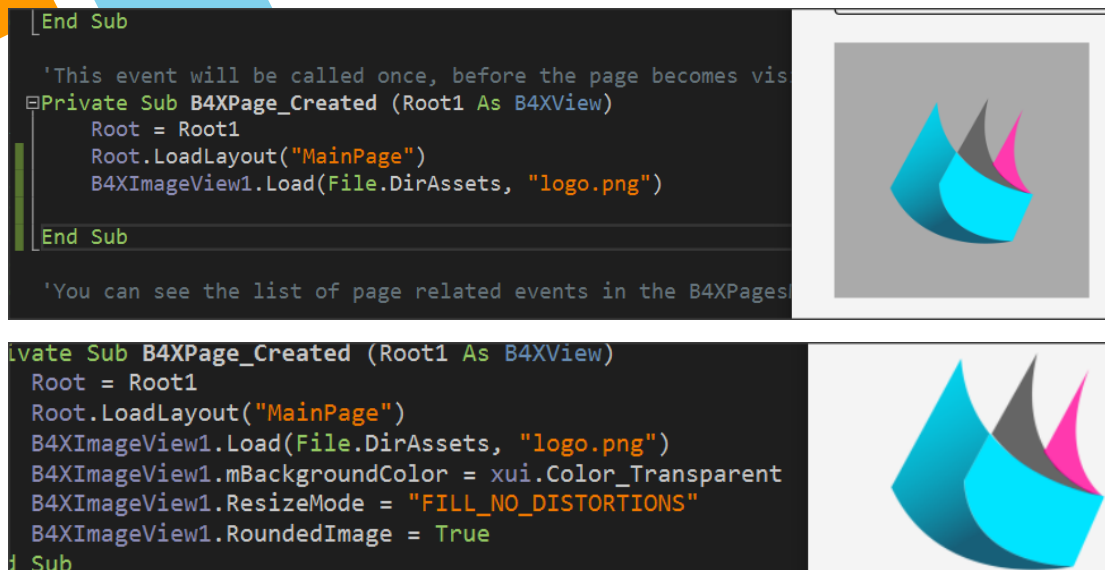 End Sub
'This event will be called once, before the page becomes vis
Private Sub B4XPage_Created (Root1 As B4XView)
Root = Root1
Root.LoadLayout("MainPage")
B4XImageView1.Load(File.DirAssets, "logo.png")
End Sub
'You can see the list of page related events in the B4XPages
ivate Sub B4XPage_Created (Root1 As B4XView)
Root = Root1
Root.LoadLayout("MainPage")
B4XImageView1.Load(File.DirAssets, "logo.png")
B4XImageView1.mBackgroundColor = xui.Color_Transparent
B4XImageView1.ResizeMode = "FILL_NO_DISTORTIONS"
B4XImageView1.RoundedImage = True
d Sub